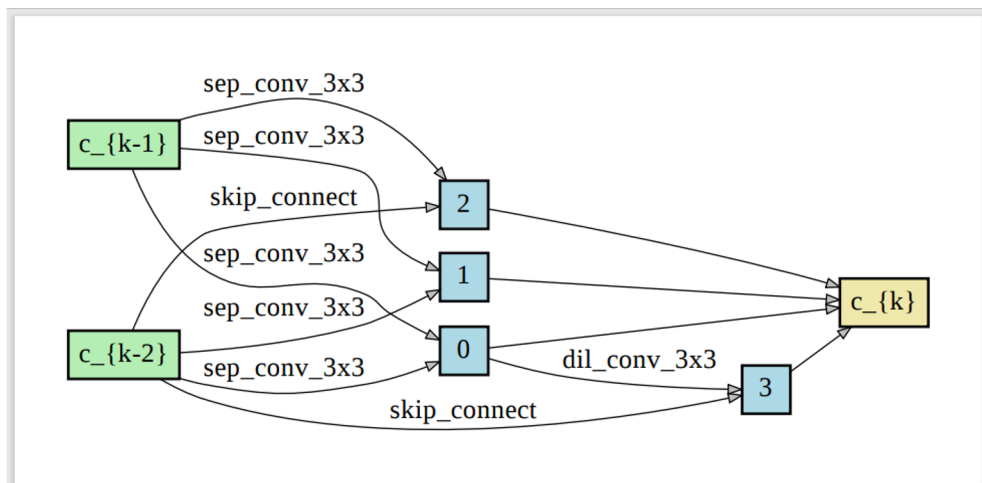 sep_conv_3x3
c_{k-1}
sep_conv_3x3
skip_connect
2
sep_conv_3x3
1
sep_conv_3x3
c_{k}
c_{k-2}
0
sep_conv_3x3
dil_conv_3x3
3
skip_connect